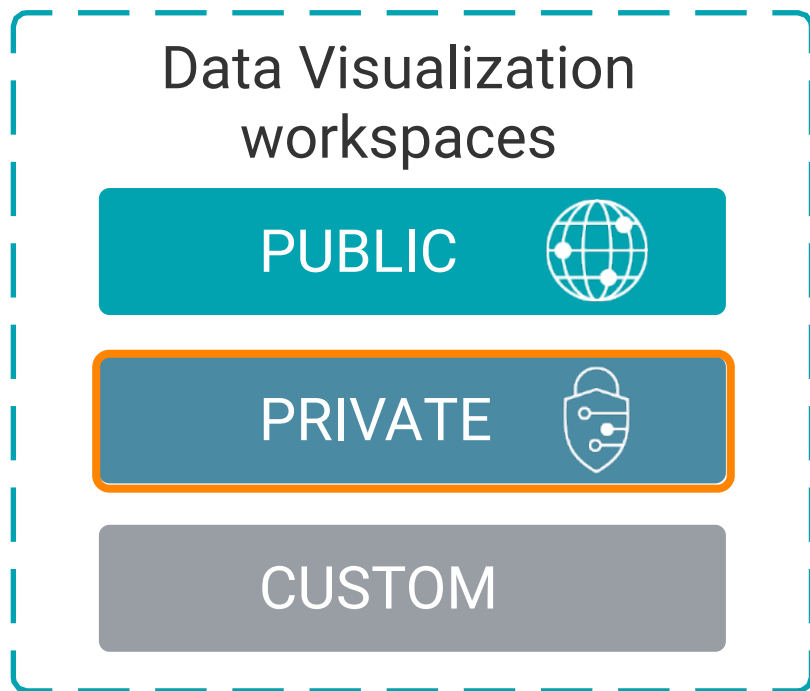 Data Visualization
workspaces
PUBLIC
PRIVATE
CUSTOM